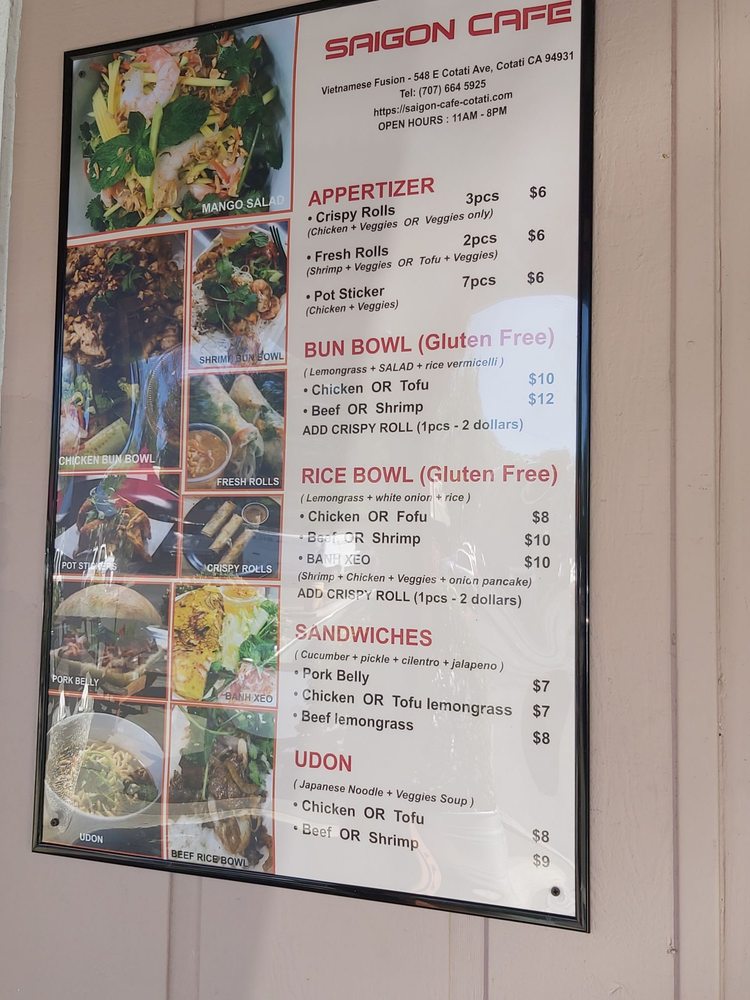 SAIGON CAFE
Vietnamese Fusion - 548 E Cotati Ave, Cotati CA 94931
Tel: (707) 664 5925
https://saigon-cafe-cotati.com
OPEN HOURS : 11AM - 8PM
MANGO SALAD
SHRIMP BUN BOWL
CHICKEN BUN BOWL
FRESH ROLLS
POT STICKERS
CRISPY ROLLS
PORK BELLY
BANH XEO
UDON
BEEF RICE BOWL
APPERTIZER
• Crispy Rolls 3pcs $6
(Chicken + Veggies OR Veggies only)
• Fresh Rolls 2pcs $6
(Shrimp + Veggies OR Tofu + Veggies)
• Pot Sticker 7pcs $6
(Chicken + Veggies)
BUN BOWL (Gluten Free)
( Lemongrass + SALAD + rice vermicelli )
• Chicken OR Tofu $10
• Beef OR Shrimp $12
ADD CRISPY ROLL (1pcs - 2 dollars)
RICE BOWL (Gluten Free)
( Lemongrass + white onion + rice )
• Chicken OR Fofu $8
• Beef OR Shrimp $10
• BANH XEO $10
(Shrimp + Chicken + Veggies + onion pancake)
ADD CRISPY ROLL (1pcs - 2 dollars)
SANDWICHES
( Cucumber + pickle + cilentro + jalapeno )
• Pork Belly $7
• Chicken OR Tofu lemongrass $7
• Beef lemongrass $8
UDON
( Japanese Noodle + Veggies Soup )
• Chicken OR Tofu $8
• Beef OR Shrimp $9